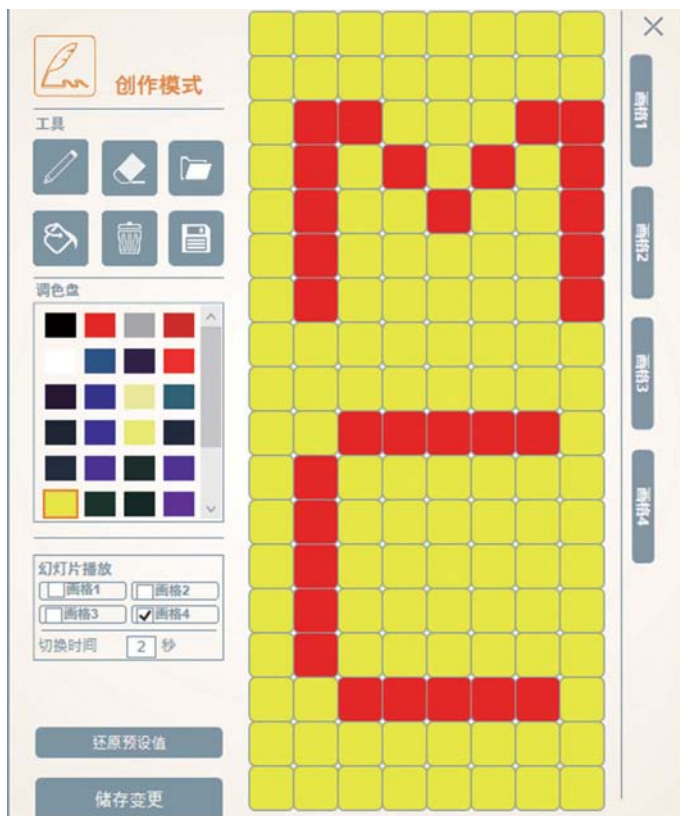 创作模式
工具
调色盘
幻灯片播放
画格1 画格2
画格3 画格4
切换时间 2 秒
还原预设值
储存变更
画格1
画格2
画格3
画格4
MC